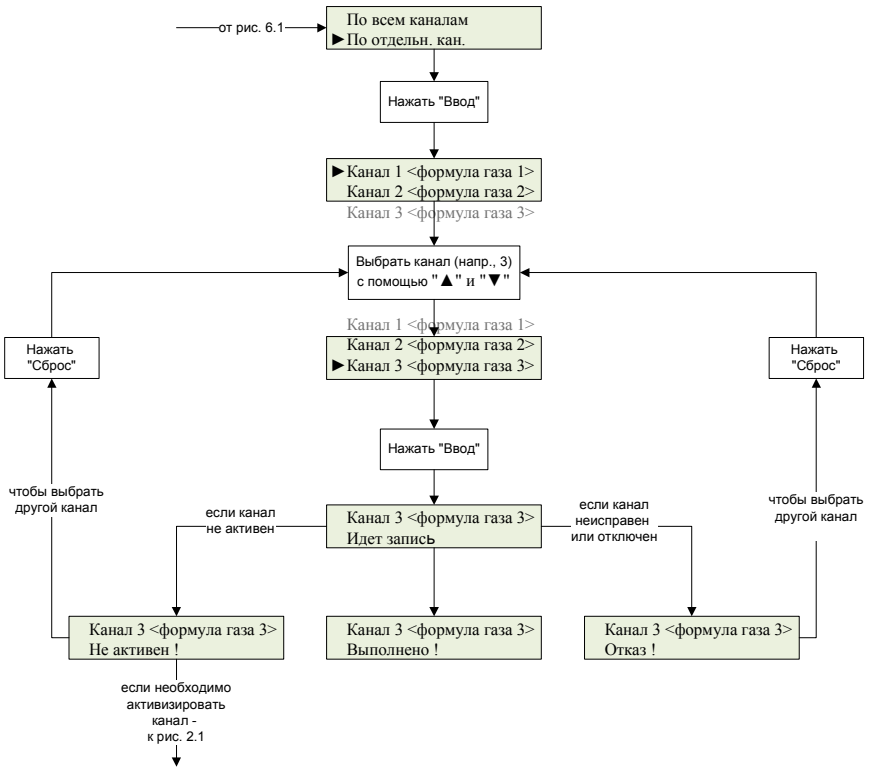 от рис. 6.1
По всем каналам
►По отдельн. кан.
Нажать "Ввод"
►Канал 1 <формула газа 1>
Канал 2 <формула газа 2>
Канал 3 <формула газа 3>
Выбрать канал (напр., 3)
с помощью "▲" и "▼"
Канал 1 <формула газа 1>
Канал 2 <формула газа 2>
►Канал 3 <формула газа 3>
Нажать
"Сброс"
Нажать
"Сброс"
Нажать "Ввод"
чтобы выбрать
другой канал
чтобы выбрать
другой канал
если канал
не активен
Канал 3 <формула газа 3>
Идет запись
если канал
неисправен
или отключен
Канал 3 <формула газа 3>
Не активен !
Канал 3 <формула газа 3>
Выполнено !
Канал 3 <формула газа 3>
Отказ !
если необходимо
активизировать
канал -
к рис. 2.1